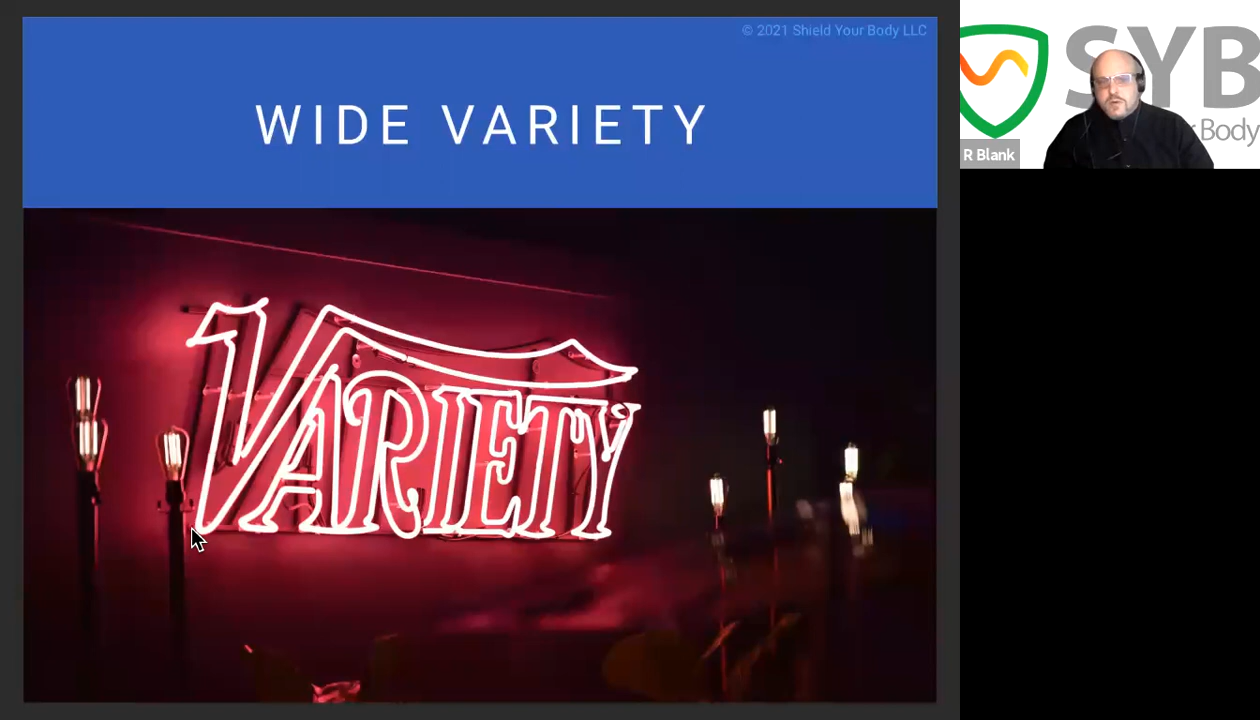 © 2021 Shield Your Body LLC
WIDE VARIETY
VARIETY
SYB
r Body
R Blank